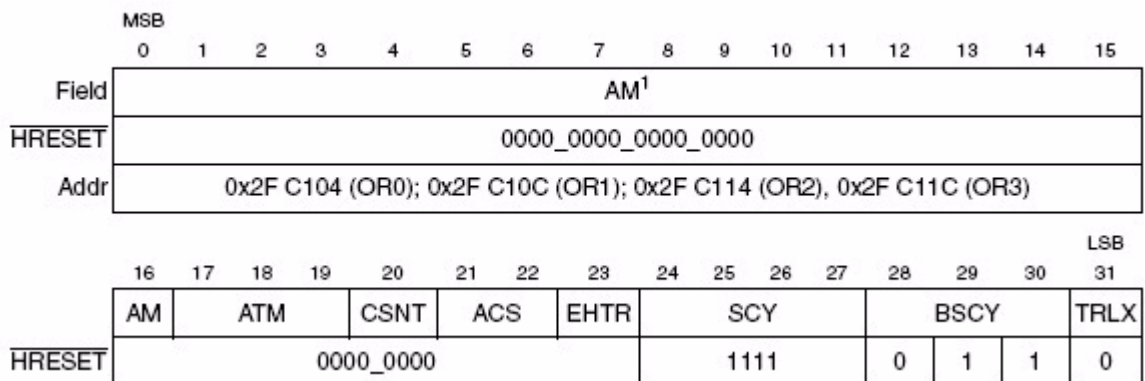 MSB
0 1 2 3 4 5 6 7 8 9 10 11 12 13 14 15
Field AM1
HRESET 0000_0000_0000_0000
Addr 0x2F C104 (OR0); 0x2F C10C (OR1); 0x2F C114 (OR2), 0x2F C11C (OR3)
LSB
16 17 18 19 20 21 22 23 24 25 26 27 28 29 30 31
AM ATM CSNT ACS EHTR SCY BSCY TRLX
HRESET 0000_0000 1111 0 1 1 0